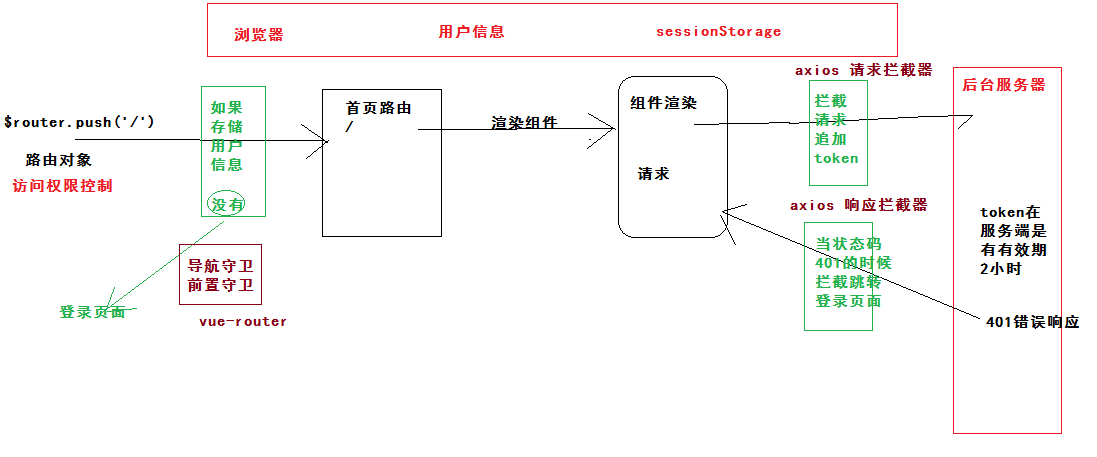 浏览器
用户信息
sessionStorage
$router.push('/')
路由对象
访问权限控制
如果
存储
用户
信息
没有
导航守卫
前置守卫
vue-router
登录页面
首页路由
/
渲染组件
组件渲染
请求
axios 请求拦截器
拦截
请求
追加
token
axios 响应拦截器
当状态码
401的时候
拦截跳转
登录页面
后台服务器
token在
服务端是
有有效期
2小时
401错误响应